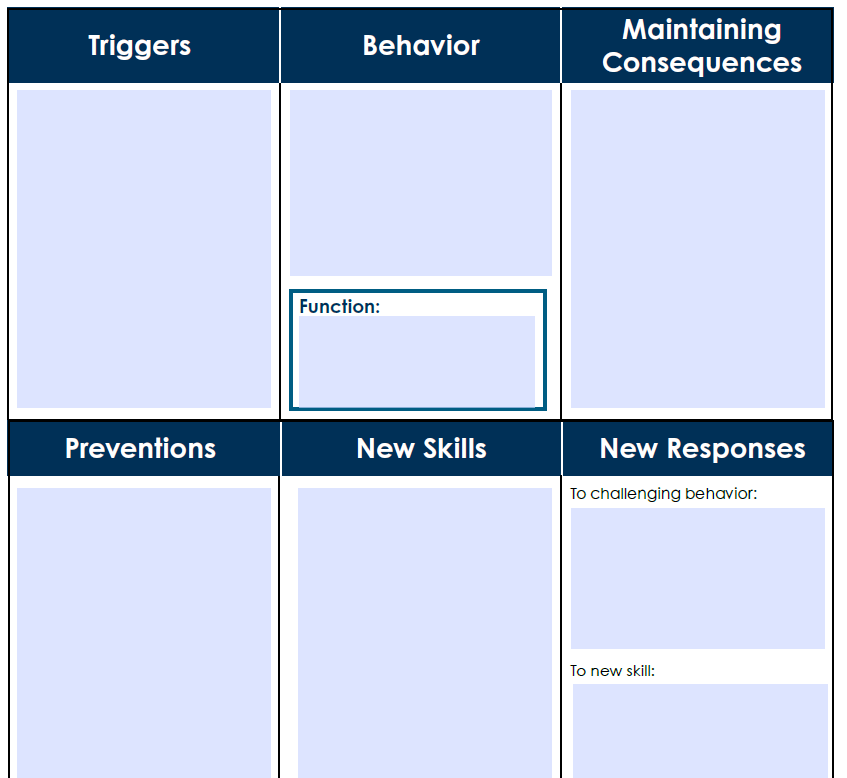 Triggers
Behavior
Maintaining
Consequences
Function:
Preventions
New Skills
New Responses
To challenging behavior:
To new skill: